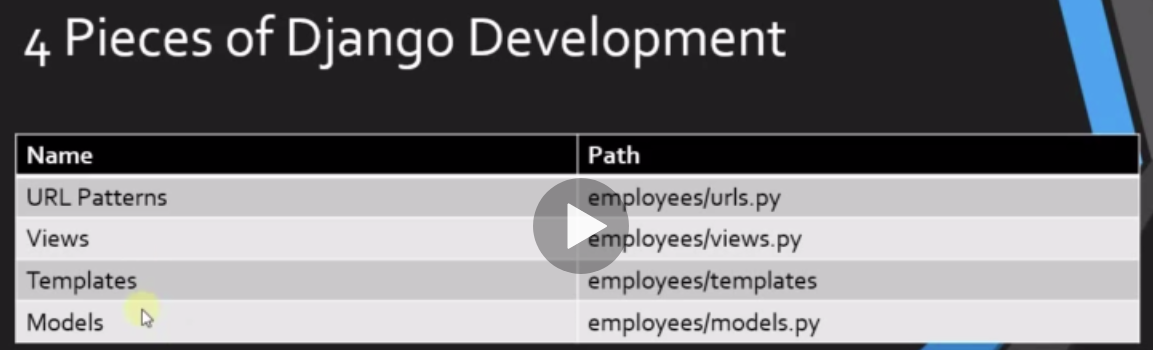 4 Pieces of Django Development
Name Path
URL Patterns employees/urls.py
Views employees/views.py
Templates employees/templates
Models employees/models.py